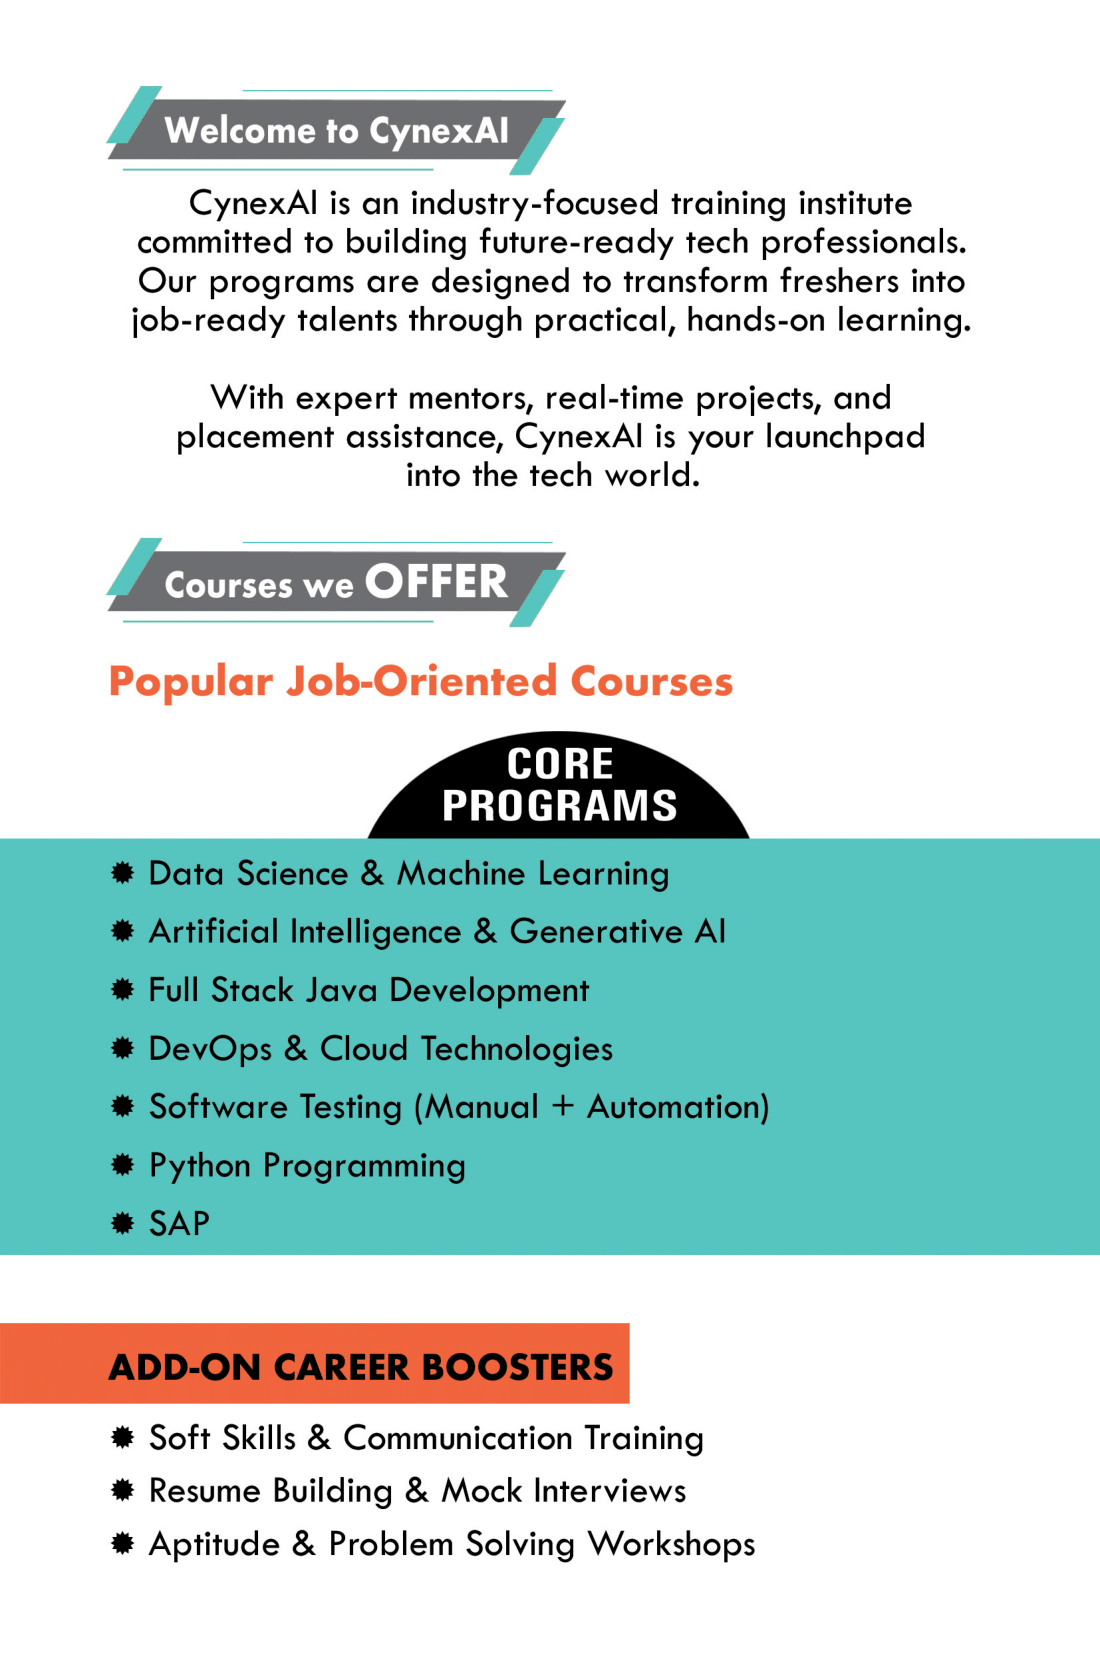 Welcome to CynexAI
CynexAI is an industry-focused training institute
committed to building future-ready tech professionals.
Our programs are designed to transform freshers into
job-ready talents through practical, hands-on learning.
With expert mentors, real-time projects, and
placement assistance, CynexAI is your launchpad
into the tech world.
Courses we OFFER
Popular Job-Oriented Courses
CORE
PROGRAMS
Data Science & Machine Learning
Artificial Intelligence & Generative AI
Full Stack Java Development
DevOps & Cloud Technologies
Software Testing (Manual + Automation)
Python Programming
SAP
ADD-ON CAREER BOOSTERS
Soft Skills & Communication Training
Resume Building & Mock Interviews
Aptitude & Problem Solving Workshops